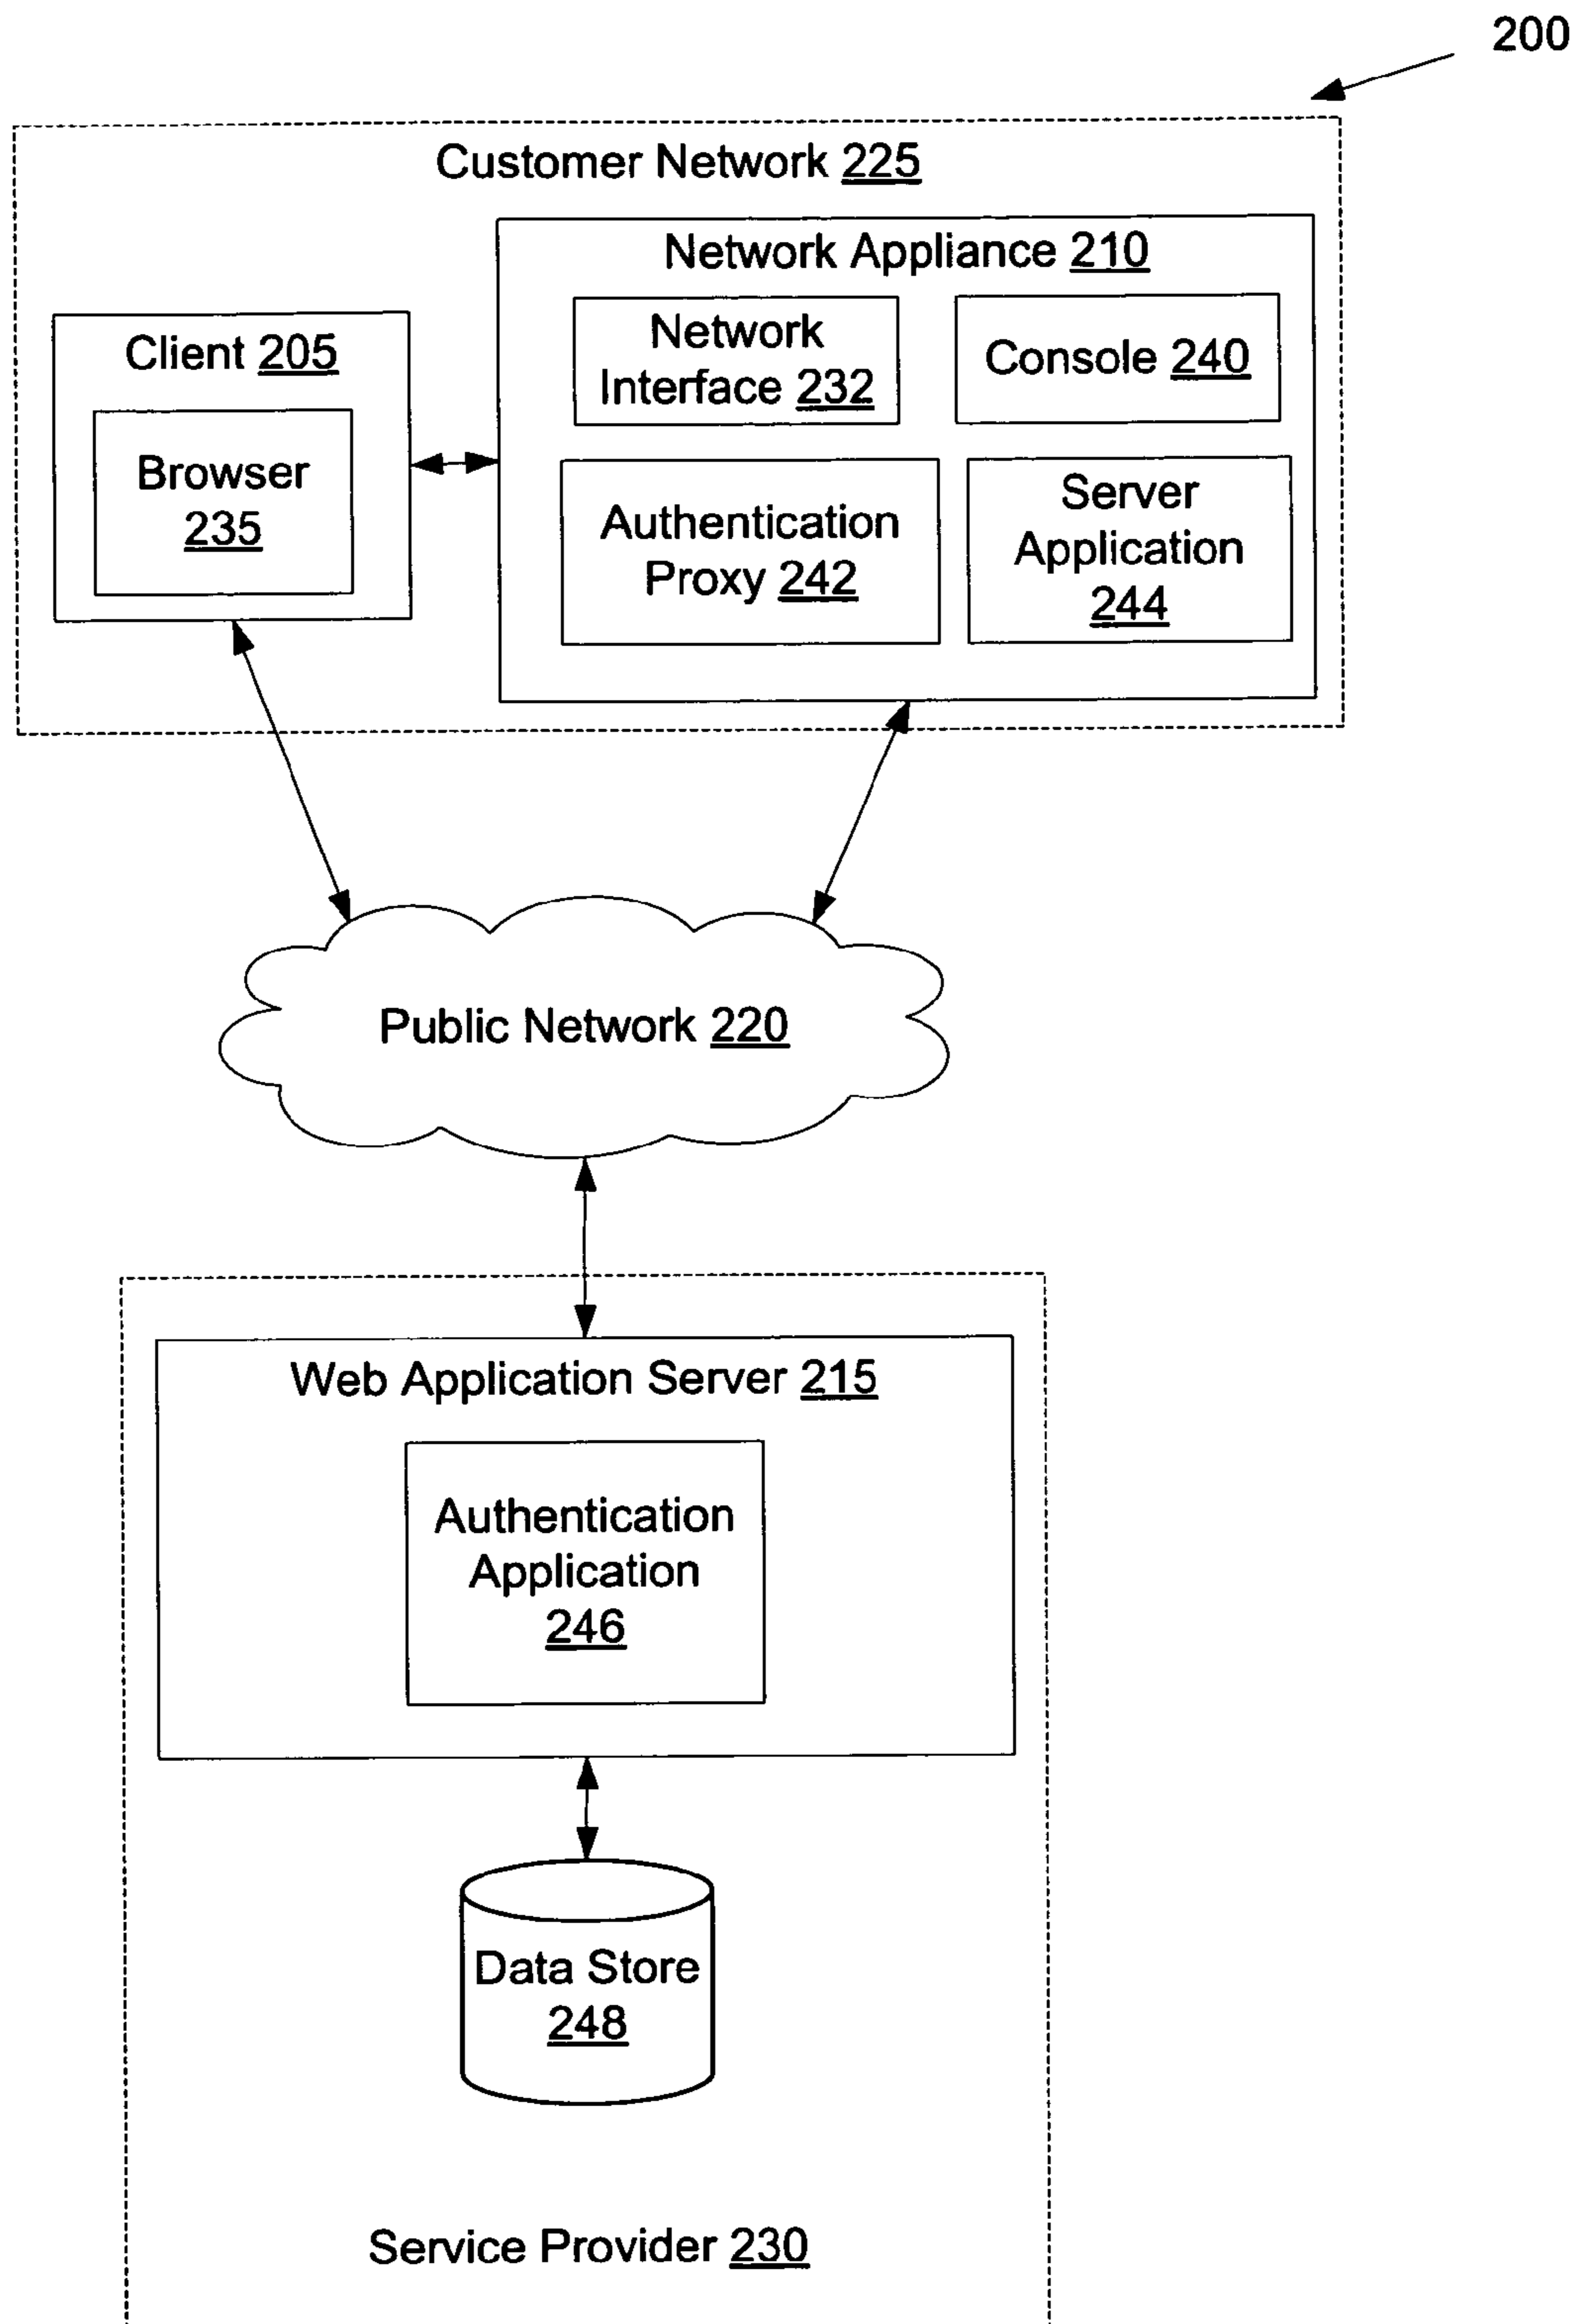 200
Customer Network 225
Network Appliance 210
Network
Interface 232
Console 240
Client 205
Browser
235
Authentication
Proxy 242
Server
Application
244
Public Network 220
Web Application Server 215
Authentication
Application
246
Data Store
248
Service Provider 230